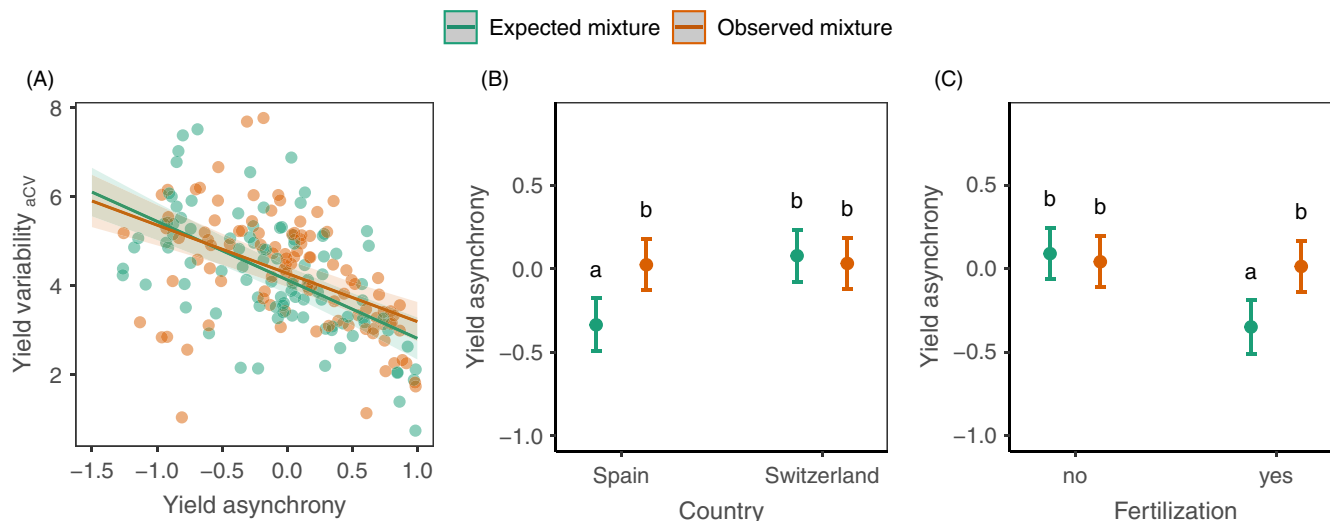 Expected mixture Observed mixture
(A) (B) (C)
Yield variability aCV
8
6
4
2
−1.5 −1.0 −0.5 0.0 0.5 1.0
Yield asynchrony
Yield asynchrony
0.5
0.0
−0.5
−1.0
a b b b
Spain Switzerland
Country
Yield asynchrony
0.5
0.0
−0.5
−1.0
b b a b
no yes
Fertilization